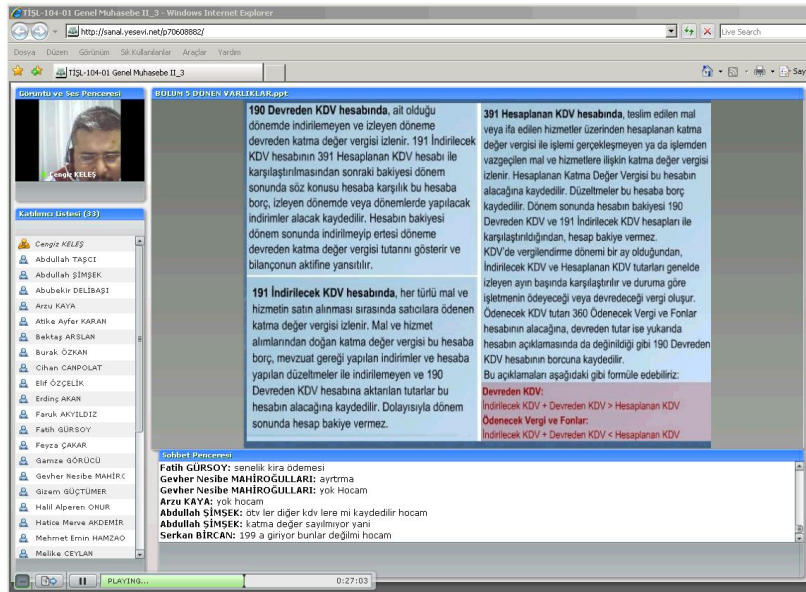 TİŞL-104-01 Genel Muhasebe II_3 - Windows Internet Explorer
http://sanal.yesevi.net/p70608882/
Live Search
Dosya Düzen Görünüm Sık Kullanılanlar Araçlar Yardım
TİŞL-104-01 Genel Muhasebe II_3
Say
Görüntü ve Ses Penceresi
Cengiz KELEŞ
Katılımcı Listesi (33)
Cengiz KELEŞ
Abdullah TAŞCI
Abdullah ŞİMŞEK
Abubekir DELİBAŞI
Arzu KAYA
Atike Ayfer KARAN
Bektaş ARSLAN
Burak ÖZKAN
Cihan CANPOLAT
Elif ÖZÇELİK
Erdinç AKAN
Faruk AKYILDIZ
Fatih GÜRSOY
Feyza ÇAKAR
Gamze GÖRÜCÜ
Gevher Nesibe MAHİRC
Gizem GÜÇTÜMER
Halil Alperen ONUR
Hatice Merve AKDEMİR
Mehmet Emin HAMZAO
Melike CEYLAN
BOLUM 5 DONEN VARLIKLAR.ppt
190 Devreden KDV hesabında, ait olduğu
dönemde indirilemeyen ve izleyen döneme
devreden katma değer vergisi izlenir. 191 İndirilecek
KDV hesabının 391 Hesaplanan KDV hesabı ile
karşılaştırılmasından sonraki bakiyesi dönem
sonunda söz konusu hesaba karşılık bu hesaba
borç, izleyen dönemde veya dönemlerde yapılacak
indirimler alacak kaydedilir. Hesabın bakiyesi
dönem sonunda indirilmeyip ertesi döneme
devreden katma değer vergisi tutarını gösterir ve
bilançonun aktifine yansıtılır.
191 İndirilecek KDV hesabında, her türlü mal ve
hizmetin satın alınması sırasında satıcılara ödenen
katma değer vergisi izlenir. Mal ve hizmet
alımlarından doğan katma değer vergisi bu hesaba
borç, mevzuat gereği yapılan indirimler ve hesaba
yapılan düzeltmeler ile indirilemeyen ve 190
Devreden KDV hesabına aktarılan tutarlar bu
hesabın alacağına kaydedilir. Dolayısıyla dönem
sonunda hesap bakiye vermez.
391 Hesaplanan KDV hesabında, teslim edilen mal
veya ifa edilen hizmetler üzerinden hesaplanan katma
değer vergisi ile işlemi gerçekleşmeyen ya da işlemden
vazgeçilen mal ve hizmetlere ilişkin katma değer vergisi
izlenir. Hesaplanan Katma Değer Vergisi bu hesabın
alacağına kaydedilir. Düzeltmeler bu hesaba borç
kaydedilir. Dönem sonunda hesabın bakiyesi 190
Devreden KDV ve 191 İndirilecek KDV hesapları ile
karşılaştırıldığından, hesap bakiye vermez.
KDV'de vergilendirme dönemi bir ay olduğundan,
İndirilecek KDV ve Hesaplanan KDV tutarları genelde
izleyen ayın başında karşılaştırılır ve duruma göre
işletmenin ödeyeceği veya devredeceği vergi oluşur.
Ödenecek KDV tutarı 360 Ödenecek Vergi ve Fonlar
hesabının alacağına, devreden tutar ise yukarıda
hesabın açıklamasında da değinildiği gibi 190 Devreden
KDV hesabının borcuna kaydedilir.
Bu açıklamaları aşağıdaki gibi formüle edebiliriz:
Devreden KDV:
İndirilecek KDV + Devreden KDV > Hesaplanan KDV
Ödenecek Vergi ve Fonlar:
İndirilecek KDV + Devreden KDV < Hesaplanan KDV
Sohbet Penceresi
Fatih GÜRSOY: senelik kira ödemesi
Gevher Nesibe MAHİROĞULLARI: ayrtrma
Gevher Nesibe MAHİROĞULLARI: yok Hocam
Arzu KAYA: yok hocam
Abdullah ŞİMŞEK: ötv ler diğer kdv lere mi kaydedilir hocam
Abdullah ŞİMŞEK: katma değer sayılmıyor yani
Serkan BİRCAN: 199 a giriyor bunlar değilmi hocam
PLAYING...
0:27:03